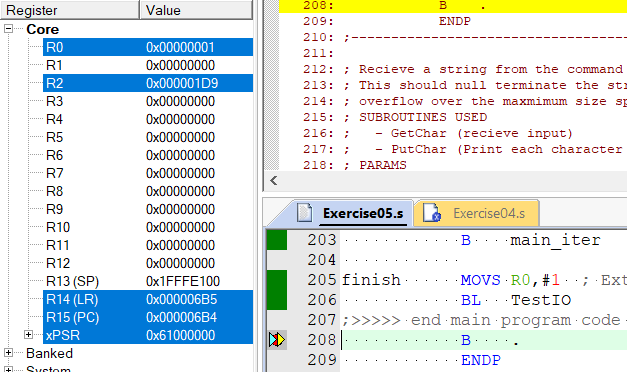 Register Value
Core
R0 0x00000001
R1 0x00000000
R2 0x000001D9
R3 0x00000000
R4 0x00000000
R5 0x00000000
R6 0x00000000
R7 0x00000000
R8 0x00000000
R9 0x00000000
R10 0x00000000
R11 0x00000000
R12 0x00000000
R13 (SP) 0x1FFFE100
R14 (LR) 0x000006B5
R15 (PC) 0x000006B4
xPSR 0x61000000
Banked
System
208: B .
209: ENDP
210: ;--------------------------------
211:
212: ; Recieve a string from the command
213: ; This should null terminate the str
214: ; overflow over the maxmimum size sp
215: ; SUBROUTINES USED
216: ; - GetChar (recieve input)
217: ; - PutChar (Print each character
218: ; PARAMS
Exercise05.s Exercise04.s
203 B main_iter
204
205 finish MOVS R0,#1 ; Ext
206 BL TestIO
207 ;>>>>> end main program code
208 B .
209 ENDP